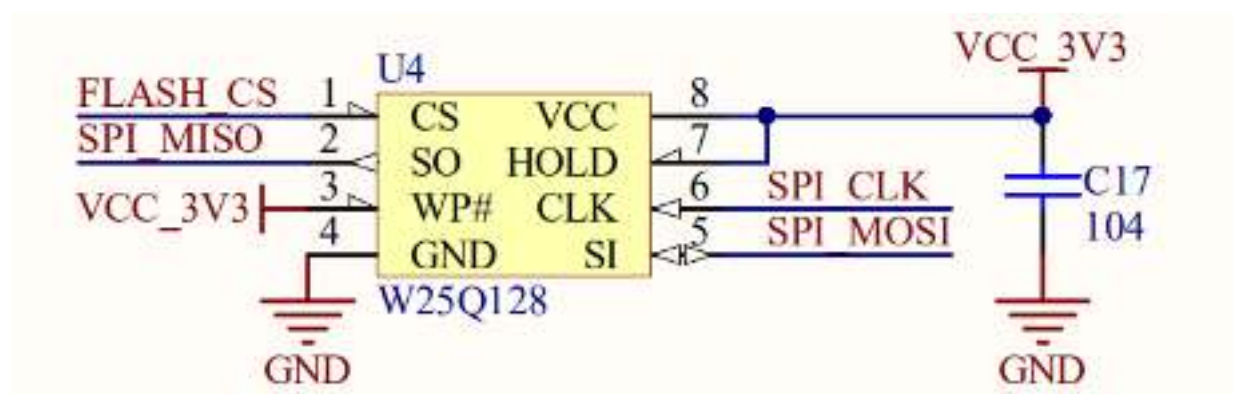 VCC_3V3
U4
FLASH_CS 1 CS VCC 8
SPI_MISO 2 SO HOLD 7
VCC_3V3 3 WP# CLK 6 SPI_CLK
4 GND SI 5 SPI_MOSI
C17
104
W25Q128
GND
GND